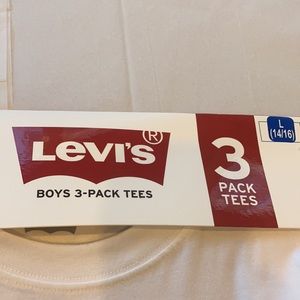 LEVI'S®
BOYS 3-PACK TEES
3
PACK
TEES
L
(14/16)